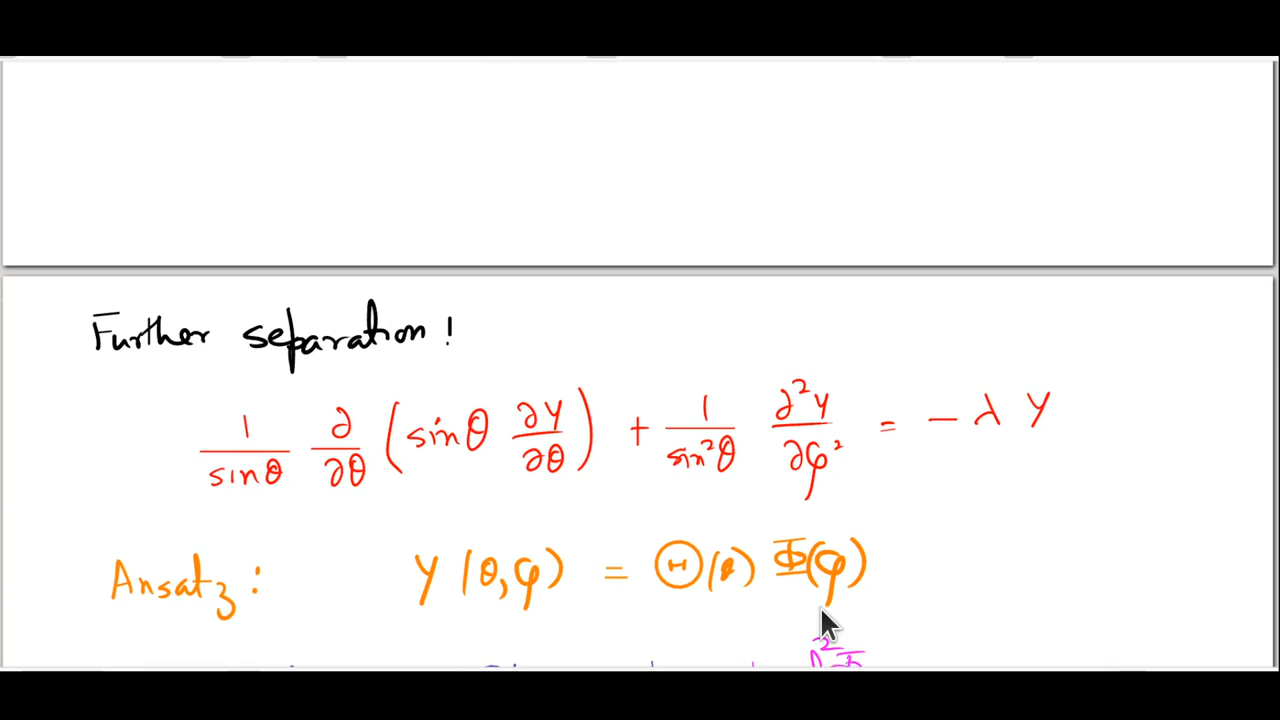 Further separation!
1/sinθ ∂/∂θ (sinθ ∂Y/∂θ) + 1/sin²θ ∂²Y/∂φ² = - λ Y
Ansatz: Y(θ,φ) = Θ(θ) Φ(φ)